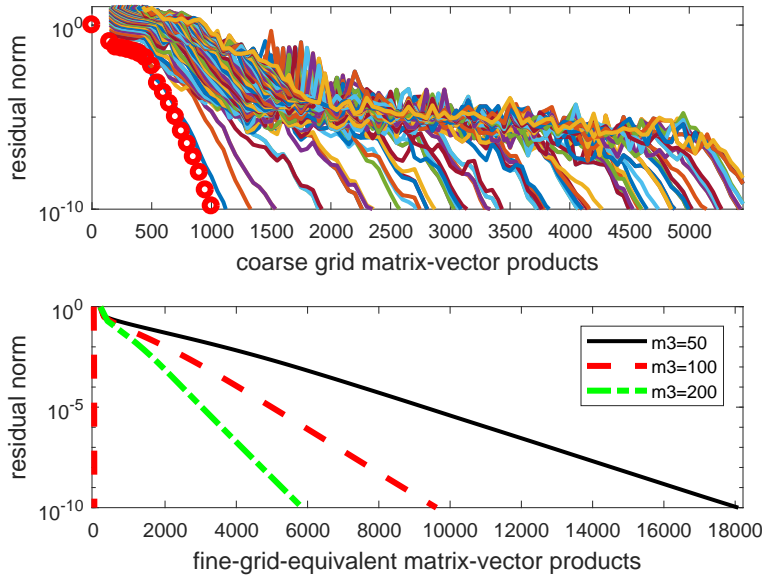 10^0
10^-5
10^-10
residual norm
0 500 1000 1500 2000 2500 3000 3500 4000 4500 5000
coarse grid matrix-vector products
10^0
10^-5
10^-10
residual norm
m3=50
m3=100
m3=200
0 2000 4000 6000 8000 10000 12000 14000 16000 18000
fine-grid-equivalent matrix-vector products